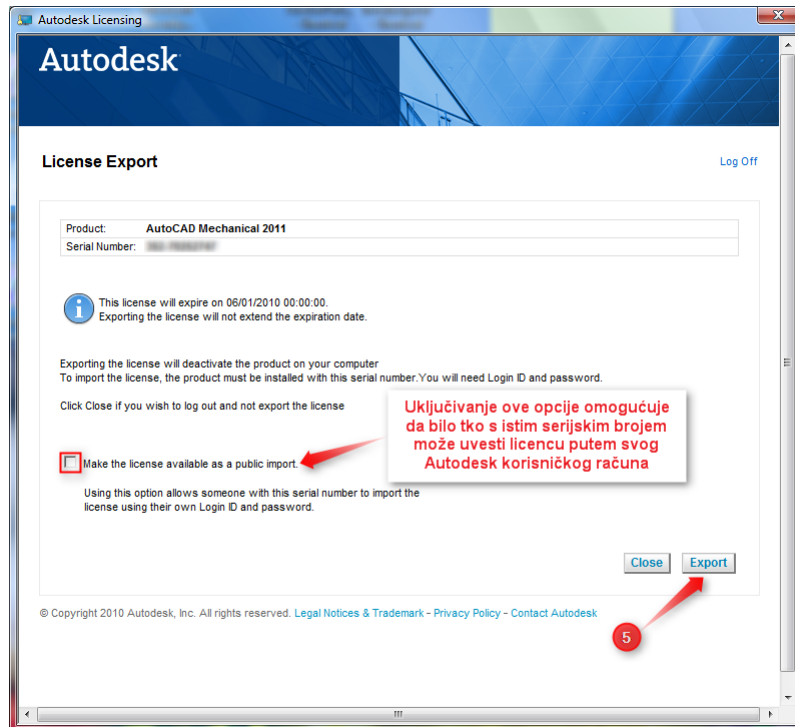 Autodesk Licensing
Autodesk
License Export
Log Off
Product: AutoCAD Mechanical 2011
Serial Number:
This license will expire on 06/01/2010 00:00:00.
Exporting the license will not extend the expiration date.
Exporting the license will deactivate the product on your computer
To import the license, the product must be installed with this serial number.You will need Login ID and password.
Click Close if you wish to log out and not export the license
Uključivanje ove opcije omogućuje
da bilo tko s istim serijskim brojem
može uvesti licencu putem svog
Autodesk korisničkog računa
Make the license available as a public import.
Using this option allows someone with this serial number to import the
license using their own Login ID and password.
Close Export
© Copyright 2010 Autodesk, Inc. All rights reserved. Legal Notices & Trademark - Privacy Policy - Contact Autodesk
5